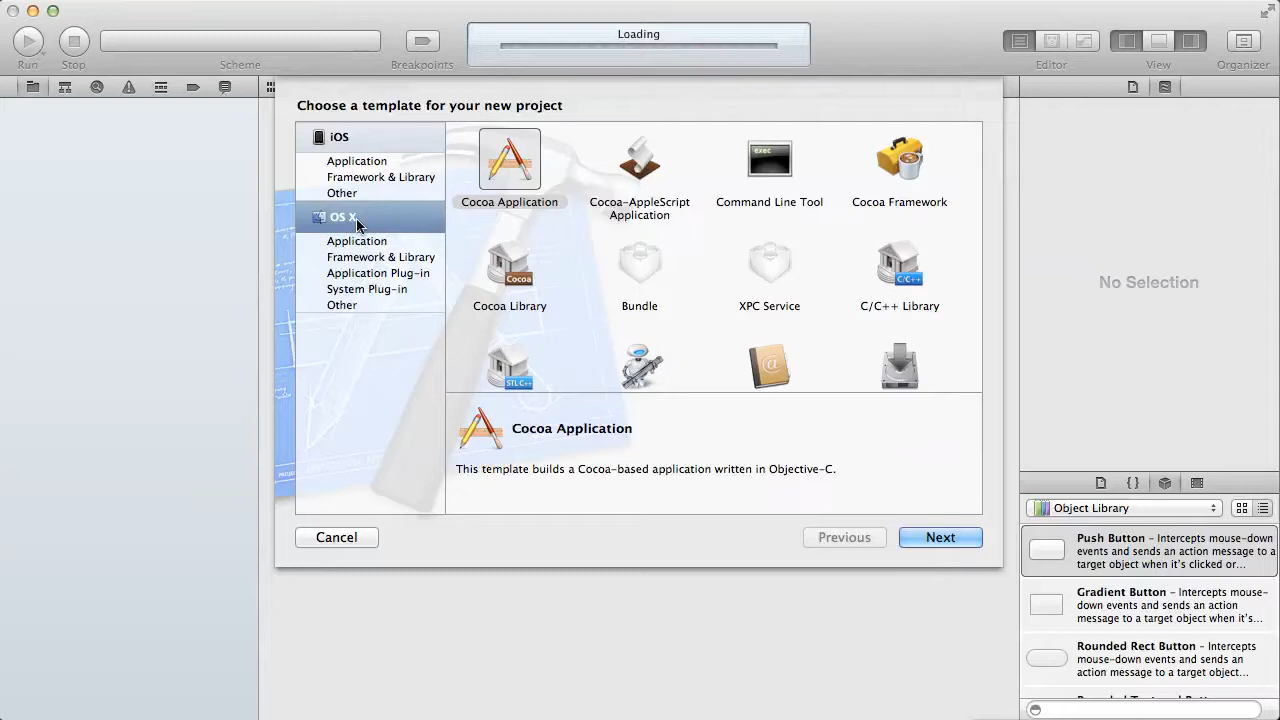 Loading
Run
Stop
Scheme
Breakpoints
Editor
View
Organizer
Choose a template for your new project
iOS
Application
Framework & Library
Other
OS X
Application
Framework & Library
Application Plug-in
System Plug-in
Other
Cocoa Application
Cocoa-AppleScript
Application
exec
Command Line Tool
Cocoa Framework
Cocoa
Cocoa Library
Bundle
XPC Service
C/C++
C/C++ Library
STL C++
@
Cocoa Application
This template builds a Cocoa-based application written in Objective-C.
Cancel
Previous
Next
No Selection
{ }
Object Library
Push Button – Intercepts mouse-down
events and sends an action message to a
target object when it's clicked or...
Gradient Button – Intercepts mouse-
down events and sends an action
message to a target object when it's...
Rounded Rect Button – Intercepts
mouse-down events and sends an
action message to a target object...